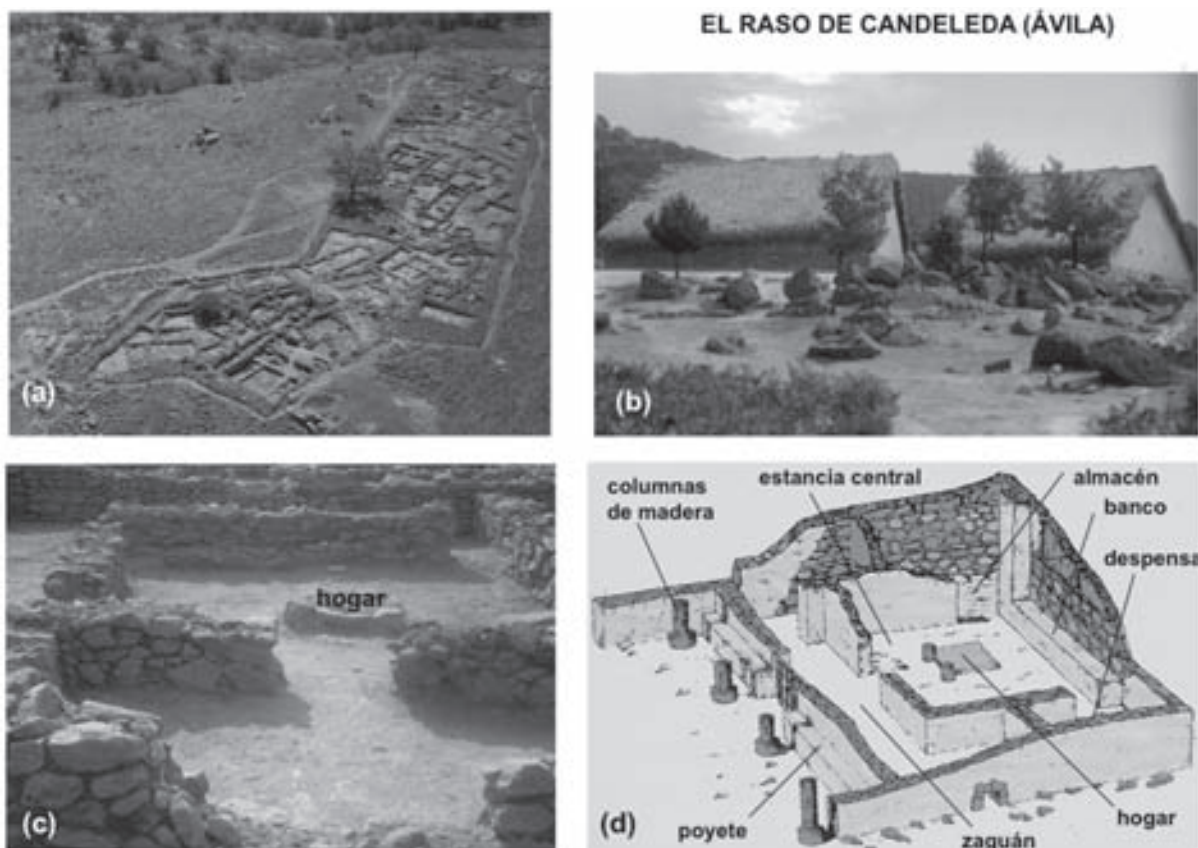 EL RASO DE CANDELEDA (ÁVILA)
(a)
(b)
hogar
(c)
columnas
de madera
estancia central
almacén
banco
despensa
poyete
zaguán
hogar
(d)